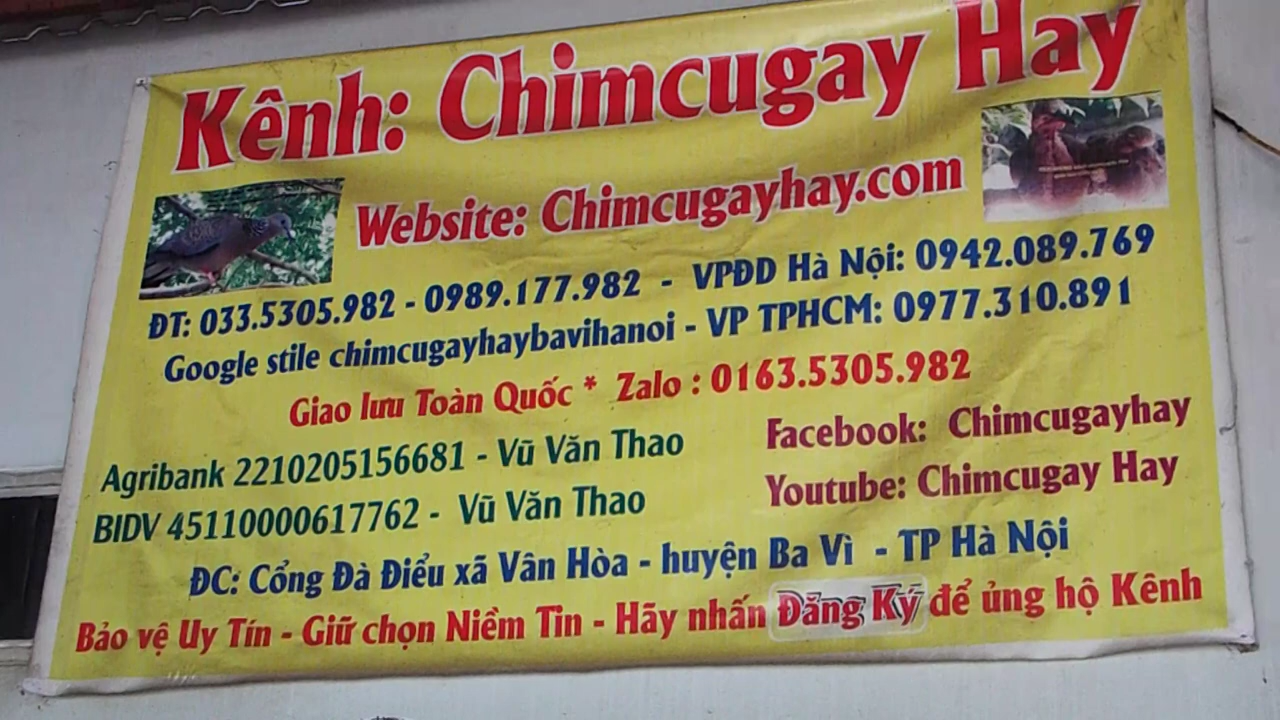 Kênh: Chimcugay Hay
Website: Chimcugayhay.com
ĐT: 033.5305.982 - 0989.177.982 - VPĐD Hà Nội: 0942.089.769
Google stile chimcugayhaybavihanoi - VP TPHCM: 0977.310.891
Giao lưu Toàn Quốc * Zalo : 0163.5305.982
Agribank 2210205156681 - Vũ Văn Thao
BIDV 45110000617762 - Vũ Văn Thao
Facebook: Chimcugayhay
Youtube: Chimcugay Hay
ĐC: Cổng Đà Điểu xã Vân Hòa - huyện Ba Vì - TP Hà Nội
Bảo vệ Uy Tín - Giữ chọn Niềm Tin - Hãy nhấn Đăng Ký để ủng hộ Kênh